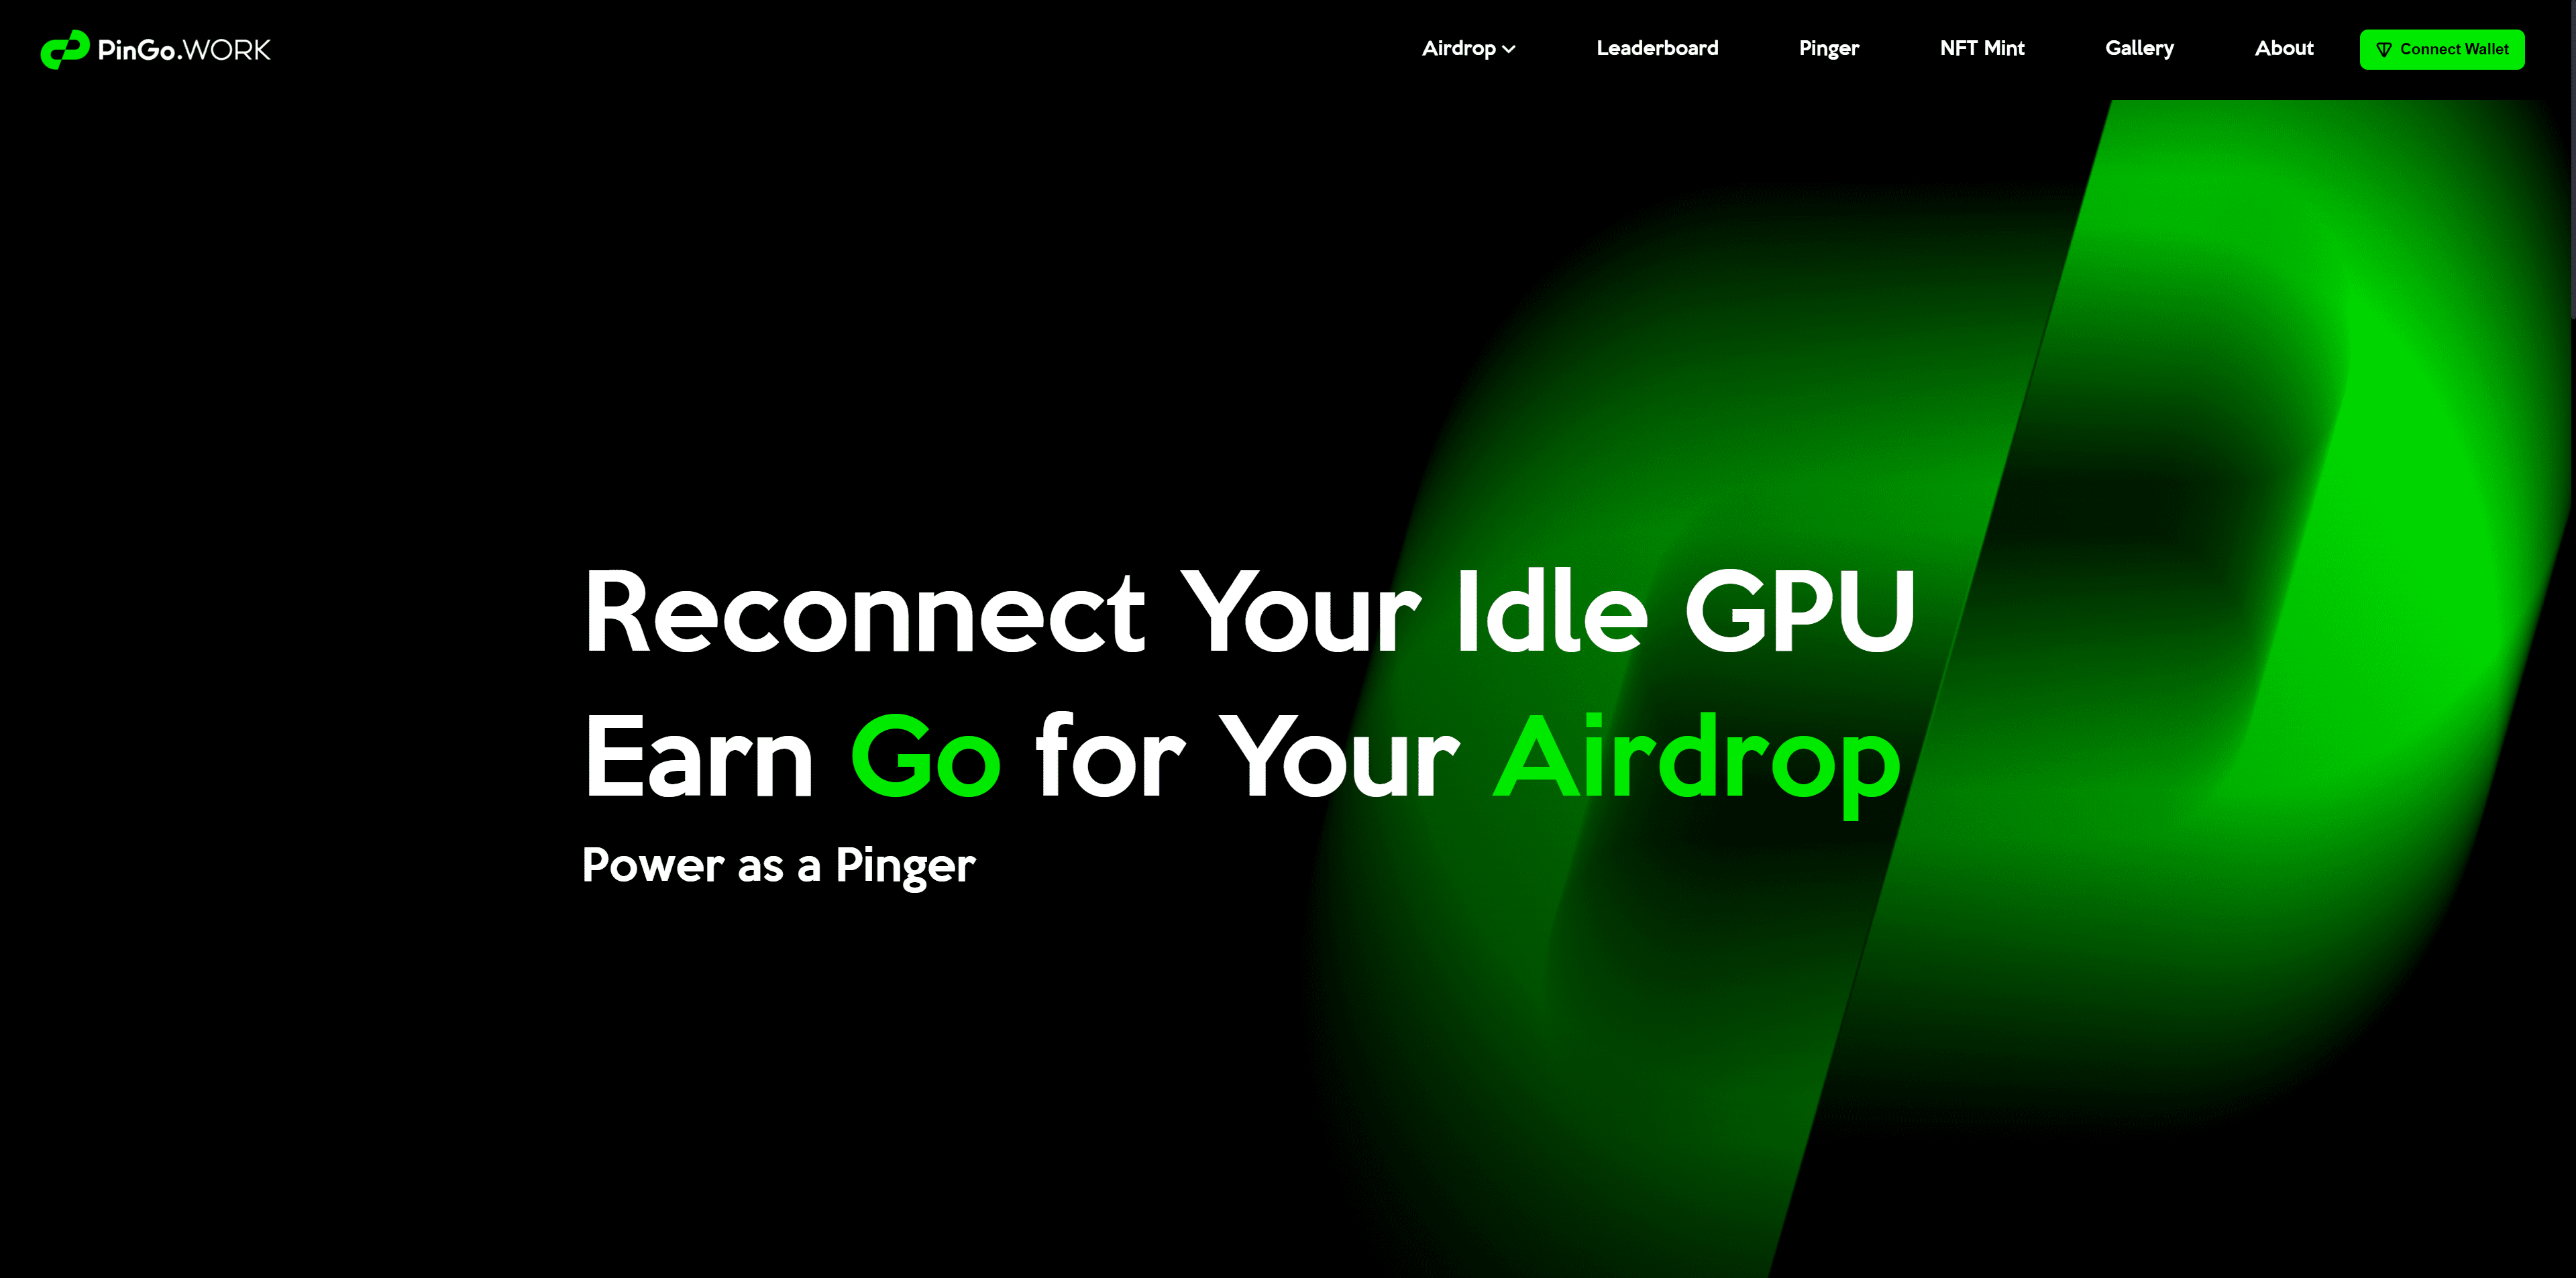 PinGo.WORK
Airdrop
Leaderboard
Pinger
NFT Mint
Gallery
About
Connect Wallet
Reconnect Your Idle GPU
Earn Go for Your Airdrop
Power as a Pinger